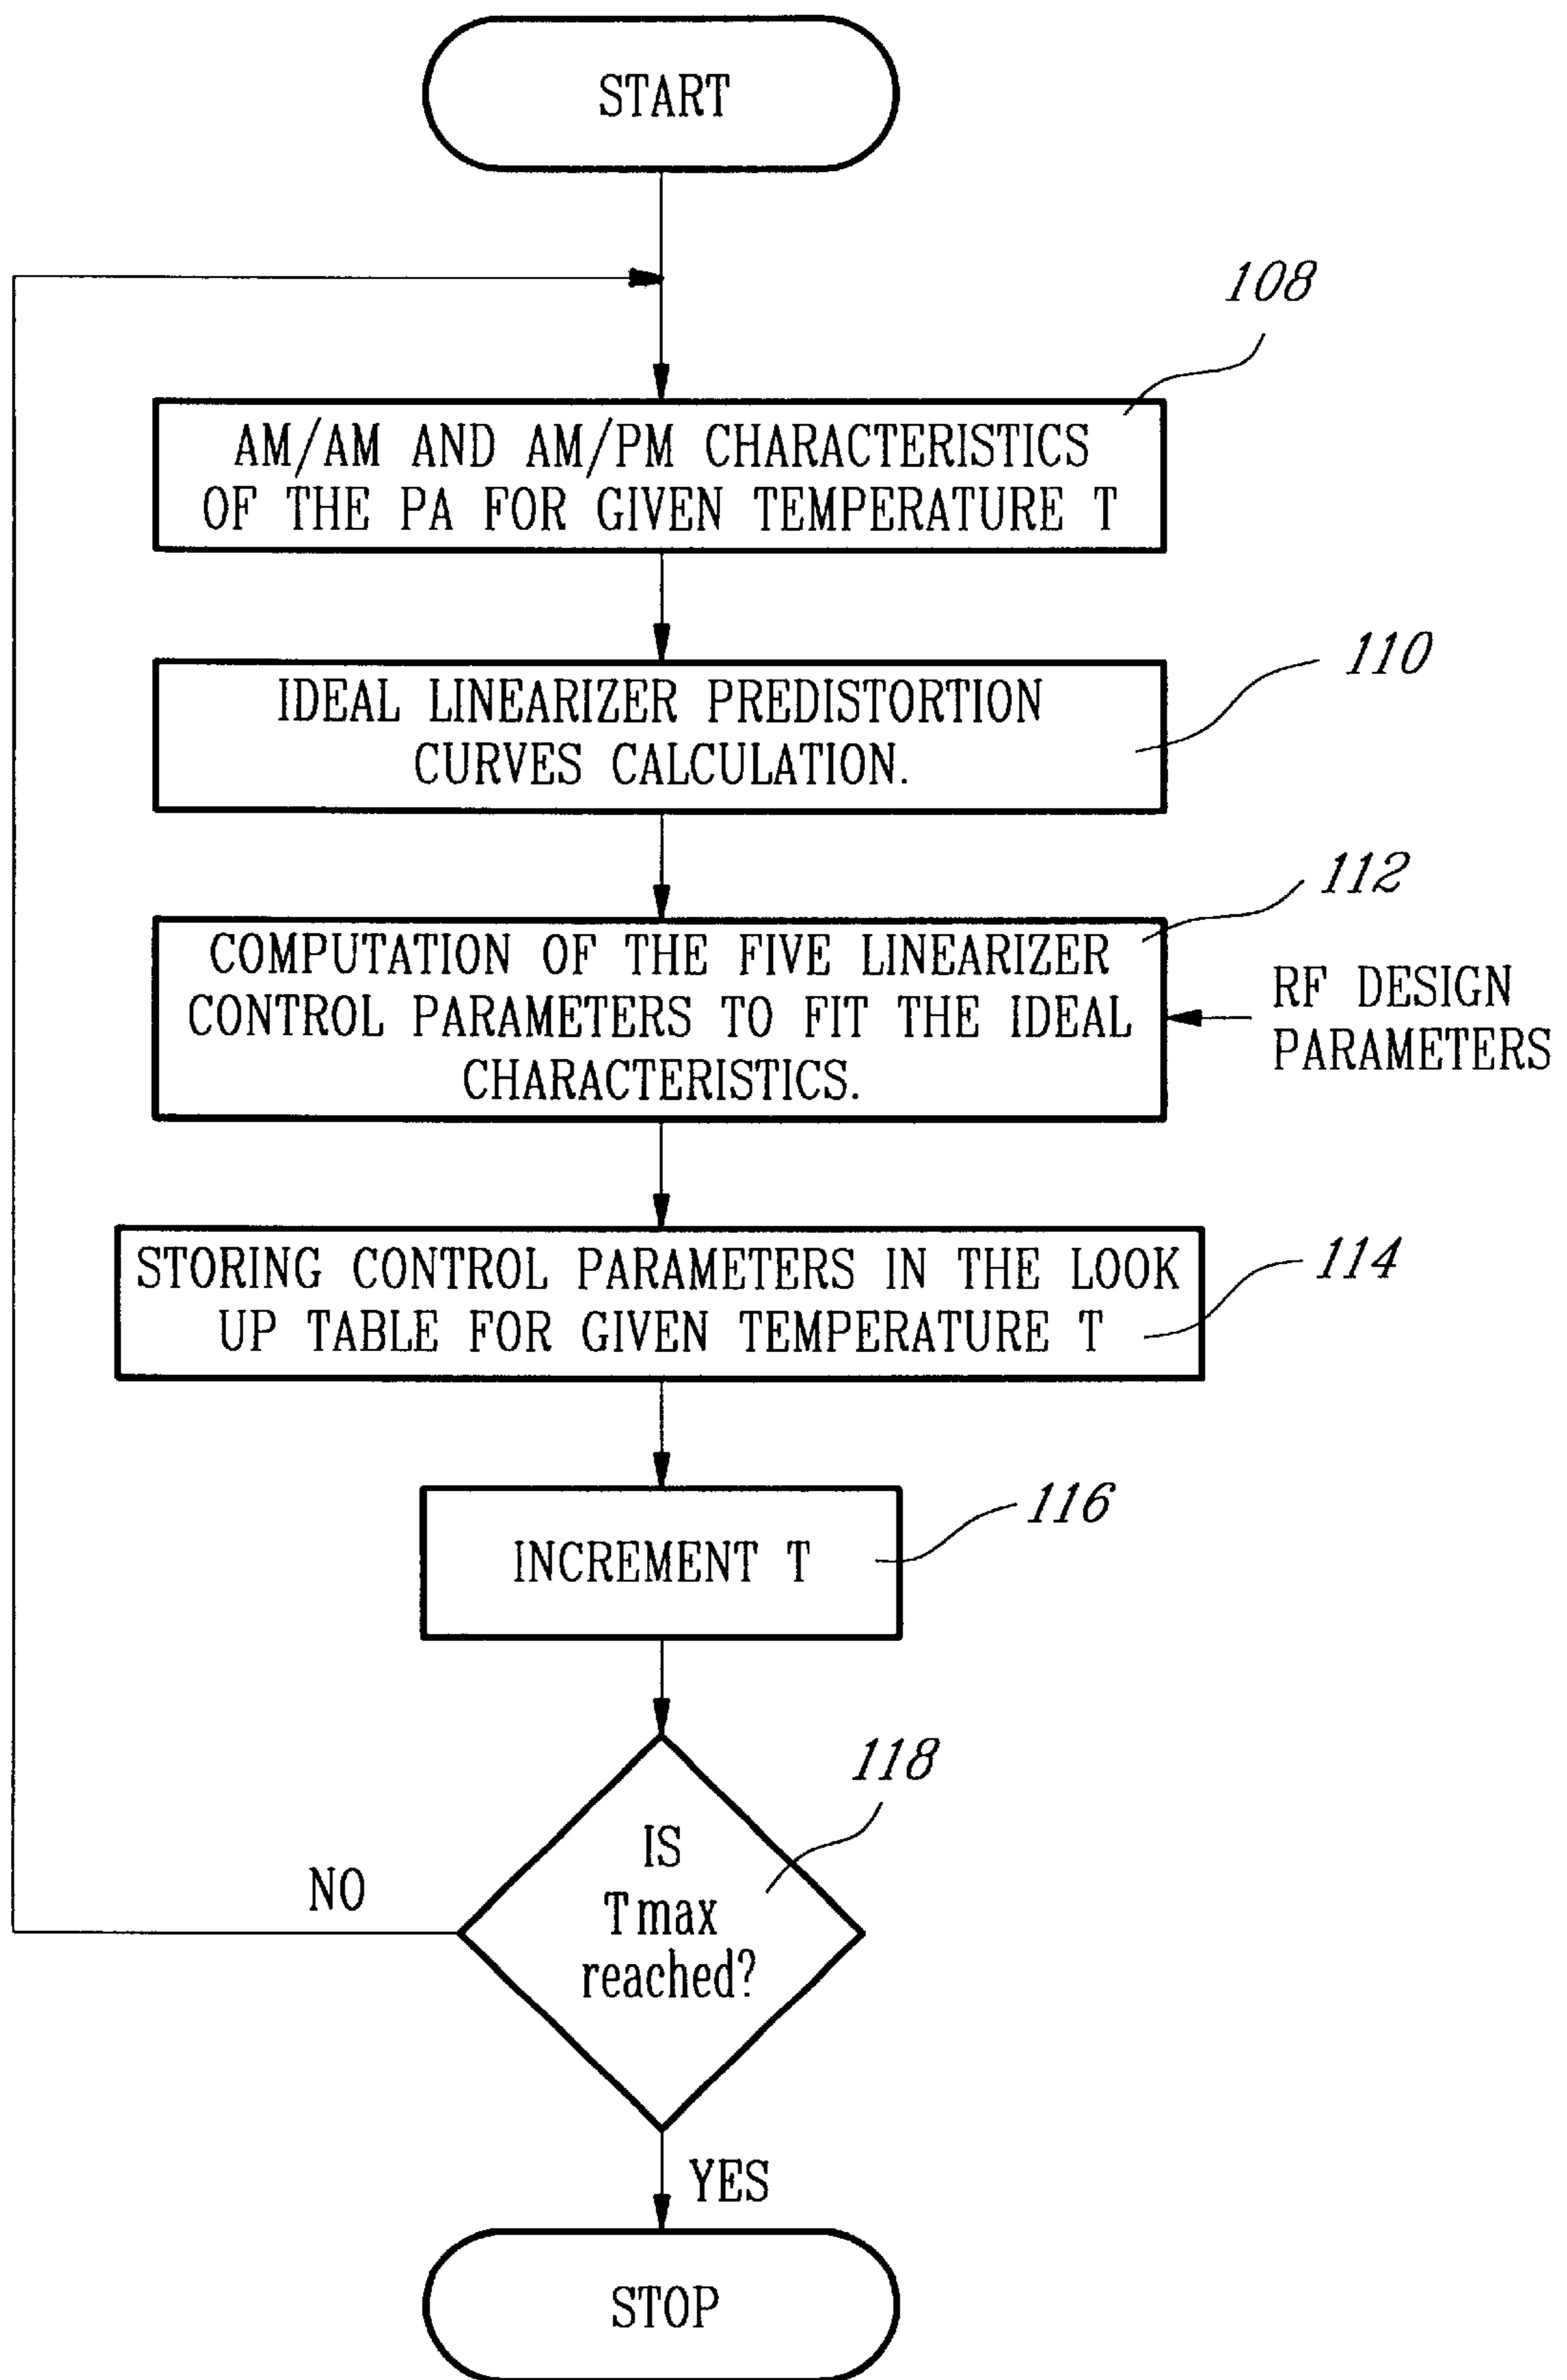 START
108
AM/AM AND AM/PM CHARACTERISTICS
OF THE PA FOR GIVEN TEMPERATURE T
110
IDEAL LINEARIZER PREDISTORTION
CURVES CALCULATION.
112
COMPUTATION OF THE FIVE LINEARIZER
CONTROL PARAMETERS TO FIT THE IDEAL
CHARACTERISTICS.
RF DESIGN
PARAMETERS
STORING CONTROL PARAMETERS IN THE LOOK
UP TABLE FOR GIVEN TEMPERATURE T
114
INCREMENT T
116
118
IS
Tmax
reached?
NO
YES
STOP